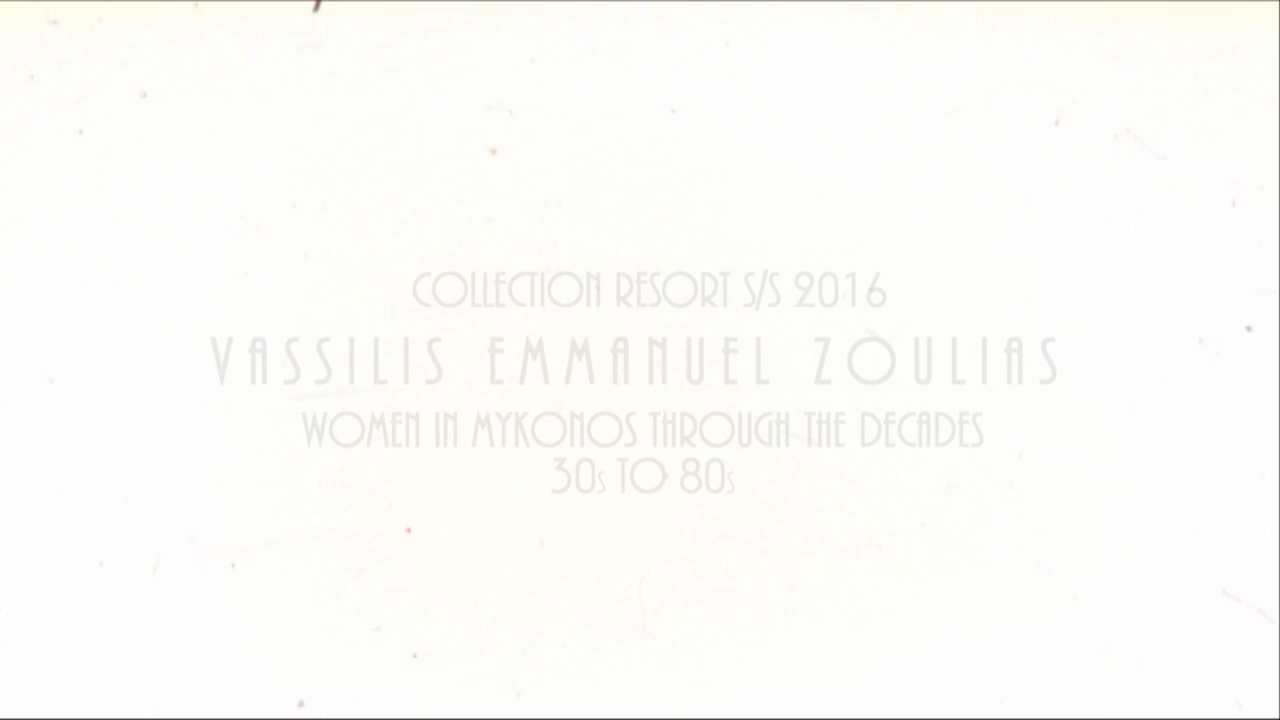 COLLECTION RESORT S/S 2016
VASSILIS EMMANUEL ZOULIAS
WOMEN IN MYKONOS THROUGH THE DECADES
30s TO 80s